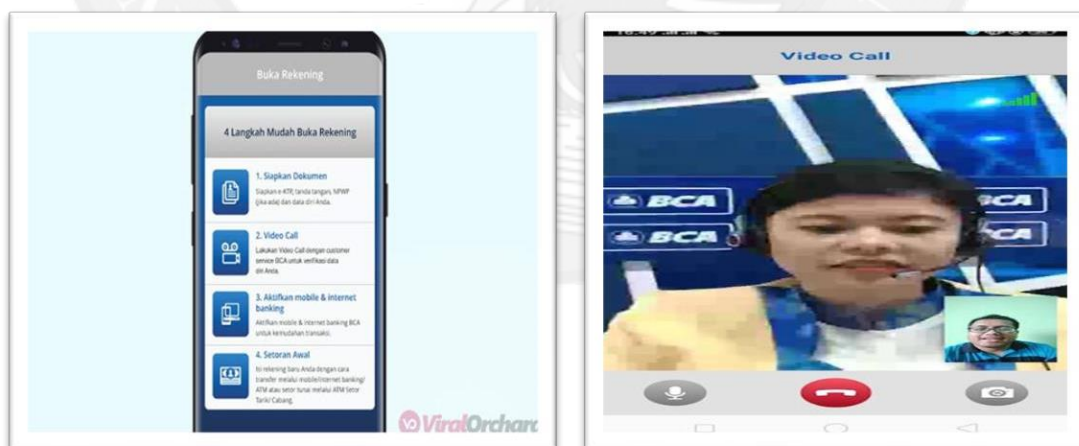 Buka Rekening
4 Langkah Mudah Buka Rekening
1. Siapkan Dokumen
Siapkan e-KTP, tanda tangan, NPWP
(jika ada) dan data diri Anda.
2. Video Call
Lakukan Video Call dengan customer
service BCA untuk verifikasi data
diri Anda.
3. Aktifkan mobile & internet
banking
Aktifkan mobile & internet banking BCA
untuk kemudahan transaksi.
4. Setoran Awal
Isi rekening baru Anda dengan cara
transfer melalui mobile/internet banking/
ATM atau setor tunai melalui ATM Setor
Tarik/ Cabang.
ViralOrchard
Video Call
BCA
BCA
BCA
CA